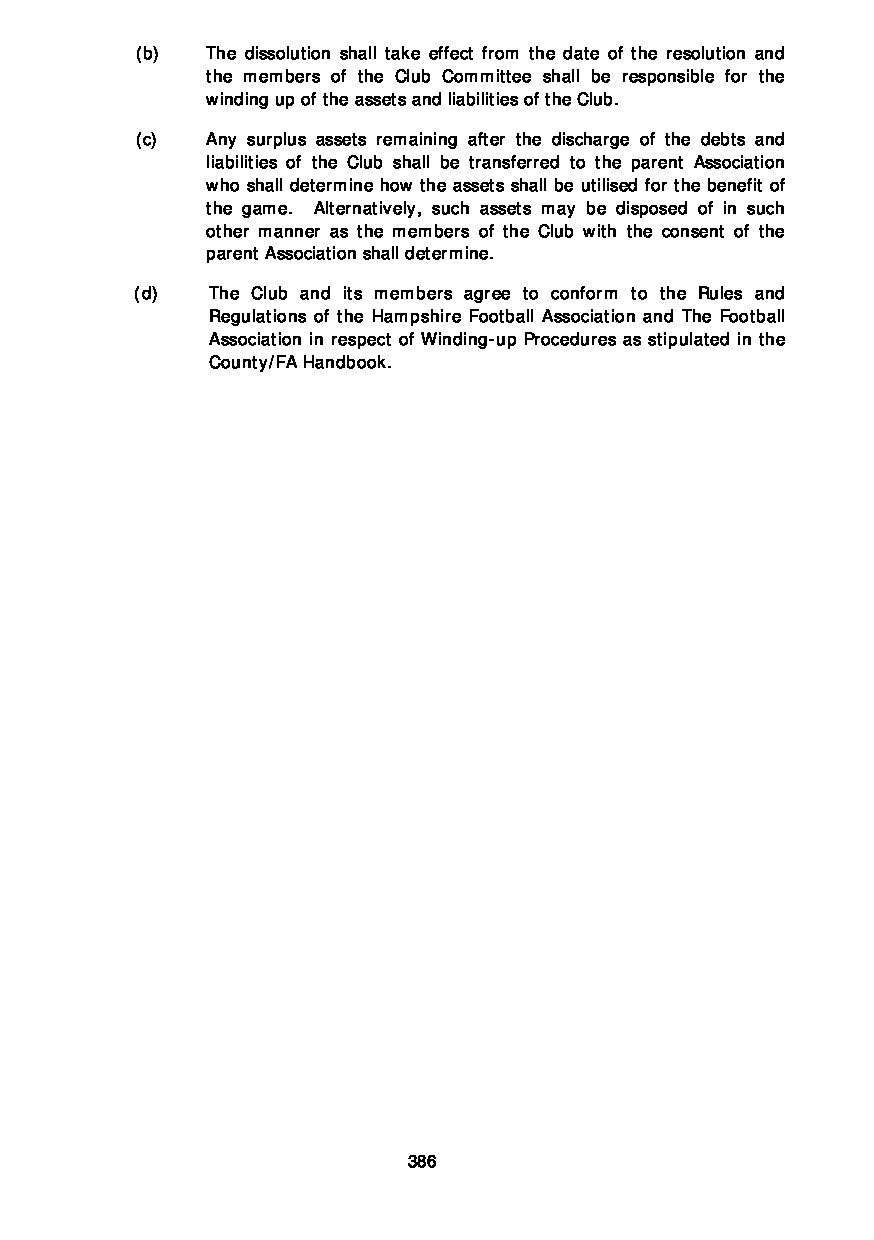 (b) The dissolution shall take effect from the date of the resolution and
the members of the Club Committee shall be responsible for the
winding up of the assets and liabilities of the Club.
(c) Any surplus assets remaining after the discharge of the debts and
liabilities of the Club shall be transferred to the parent Association
who shall determine how the assets shall be utilised for the benefit of
the game. Alternatively, such assets may be disposed of in such
other manner as the members of the Club with the consent of the
parent Association shall determine.
(d) The Club and its members agree to conform to the Rules and
Regulations of the Hampshire Football Association and The Football
Association in respect of Winding-up Procedures as stipulated in the
County/FA Handbook.
386